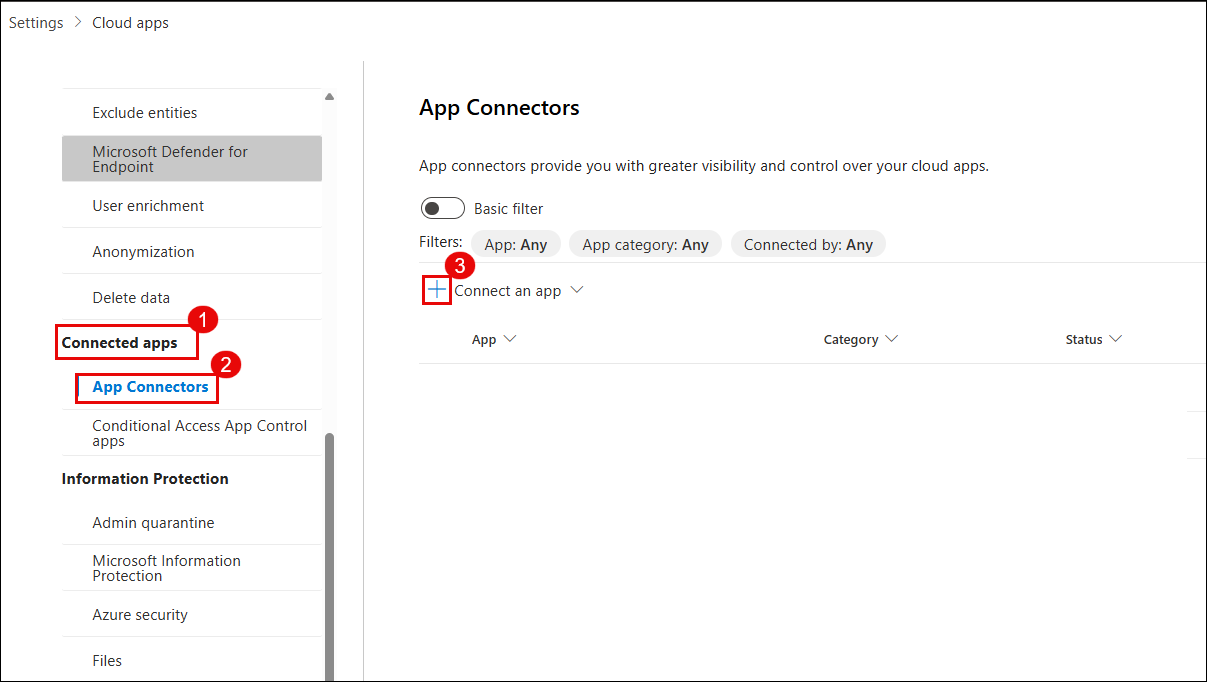 Settings > Cloud apps
Exclude entities
Microsoft Defender for
Endpoint
User enrichment
Anonymization
Delete data
1
Connected apps
2
App Connectors
Conditional Access App Control
apps
Information Protection
Admin quarantine
Microsoft Information
Protection
Azure security
Files
App Connectors
App connectors provide you with greater visibility and control over your cloud apps.
Basic filter
Filters: App: Any App category: Any Connected by: Any
3
Connect an app
App Category Status